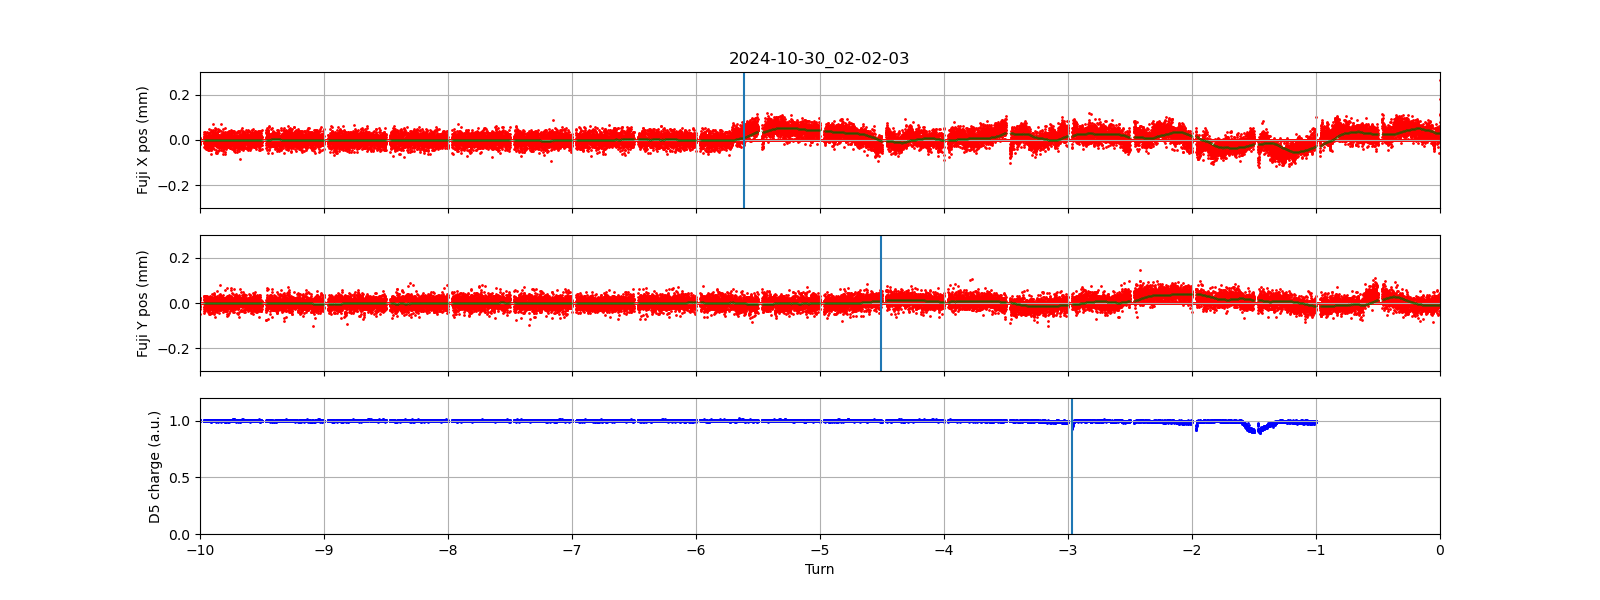 2024-10-30_02-02-03
Fuji X pos (mm)
0.2
0.0
−0.2
Fuji Y pos (mm)
0.2
0.0
−0.2
D5 charge (a.u.)
1.0
0.5
0.0
−10 −9 −8 −7 −6 −5 −4 −3 −2 −1 0
Turn